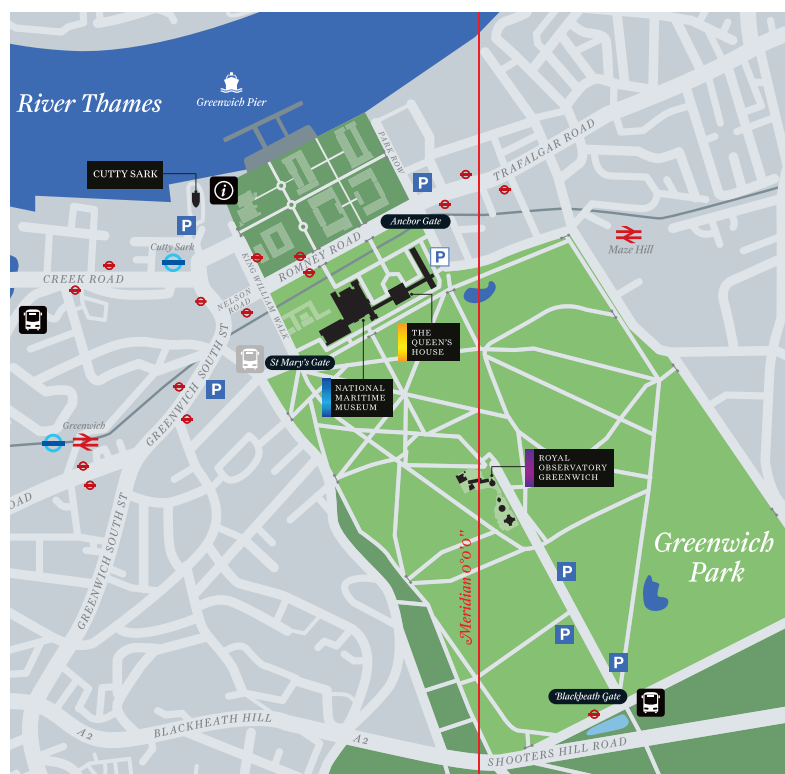 River Thames
Greenwich Pier
CUTTY SARK
i
P
PARK ROW
TRAFALGAR ROAD
P
Anchor Gate
Maze Hill
P
Cutty Sark
CREEK ROAD
ROMNEY ROAD
KING WILLIAM WALK
NELSON
ROAD
THE
QUEEN'S
HOUSE
St Mary's Gate
NATIONAL
MARITIME
MUSEUM
P
GREENWICH SOUTH ST
Greenwich
ROYAL
OBSERVATORY
GREENWICH
OAD
GREENWICH SOUTH ST
Meridian 0°0'0"
Greenwich
Park
P
P
P
Blackheath Gate
A2
BLACKHEATH HILL
A2
SHOOTERS HILL ROAD